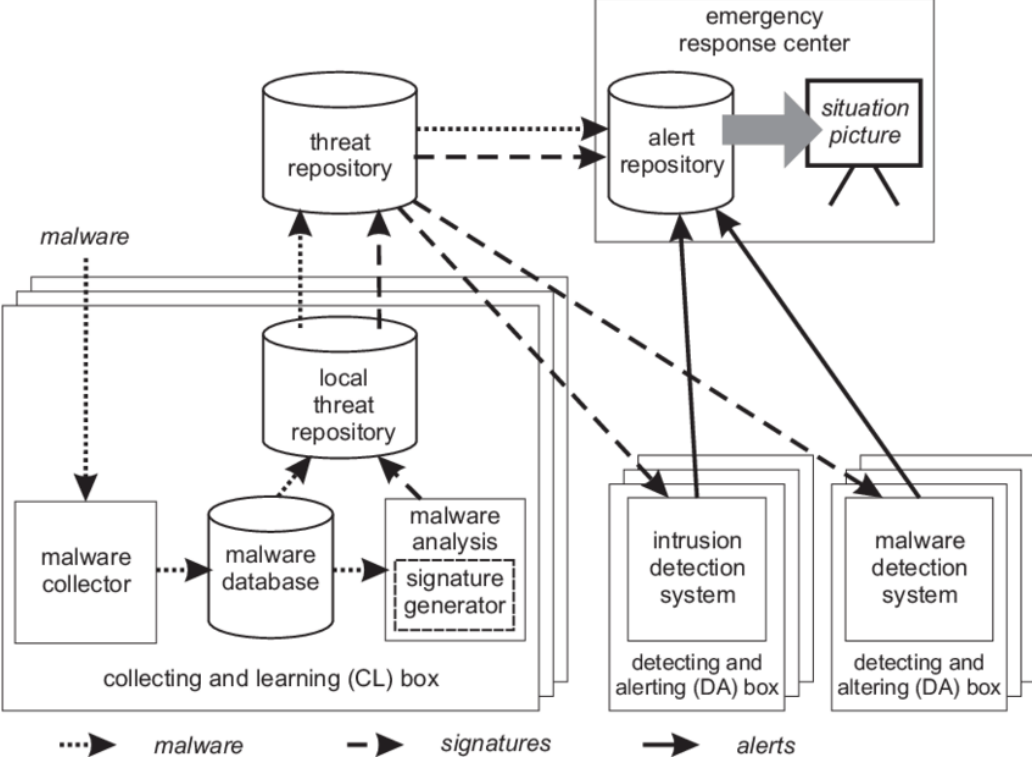 emergency
response center
threat
repository
alert
repository
situation
picture
malware
local
threat
repository
malware
collector
malware
database
malware
analysis
signature
generator
collecting and learning (CL) box
intrusion
detection
system
detecting and
alerting (DA) box
malware
detection
system
detecting and
altering (DA) box
malware
signatures
alerts